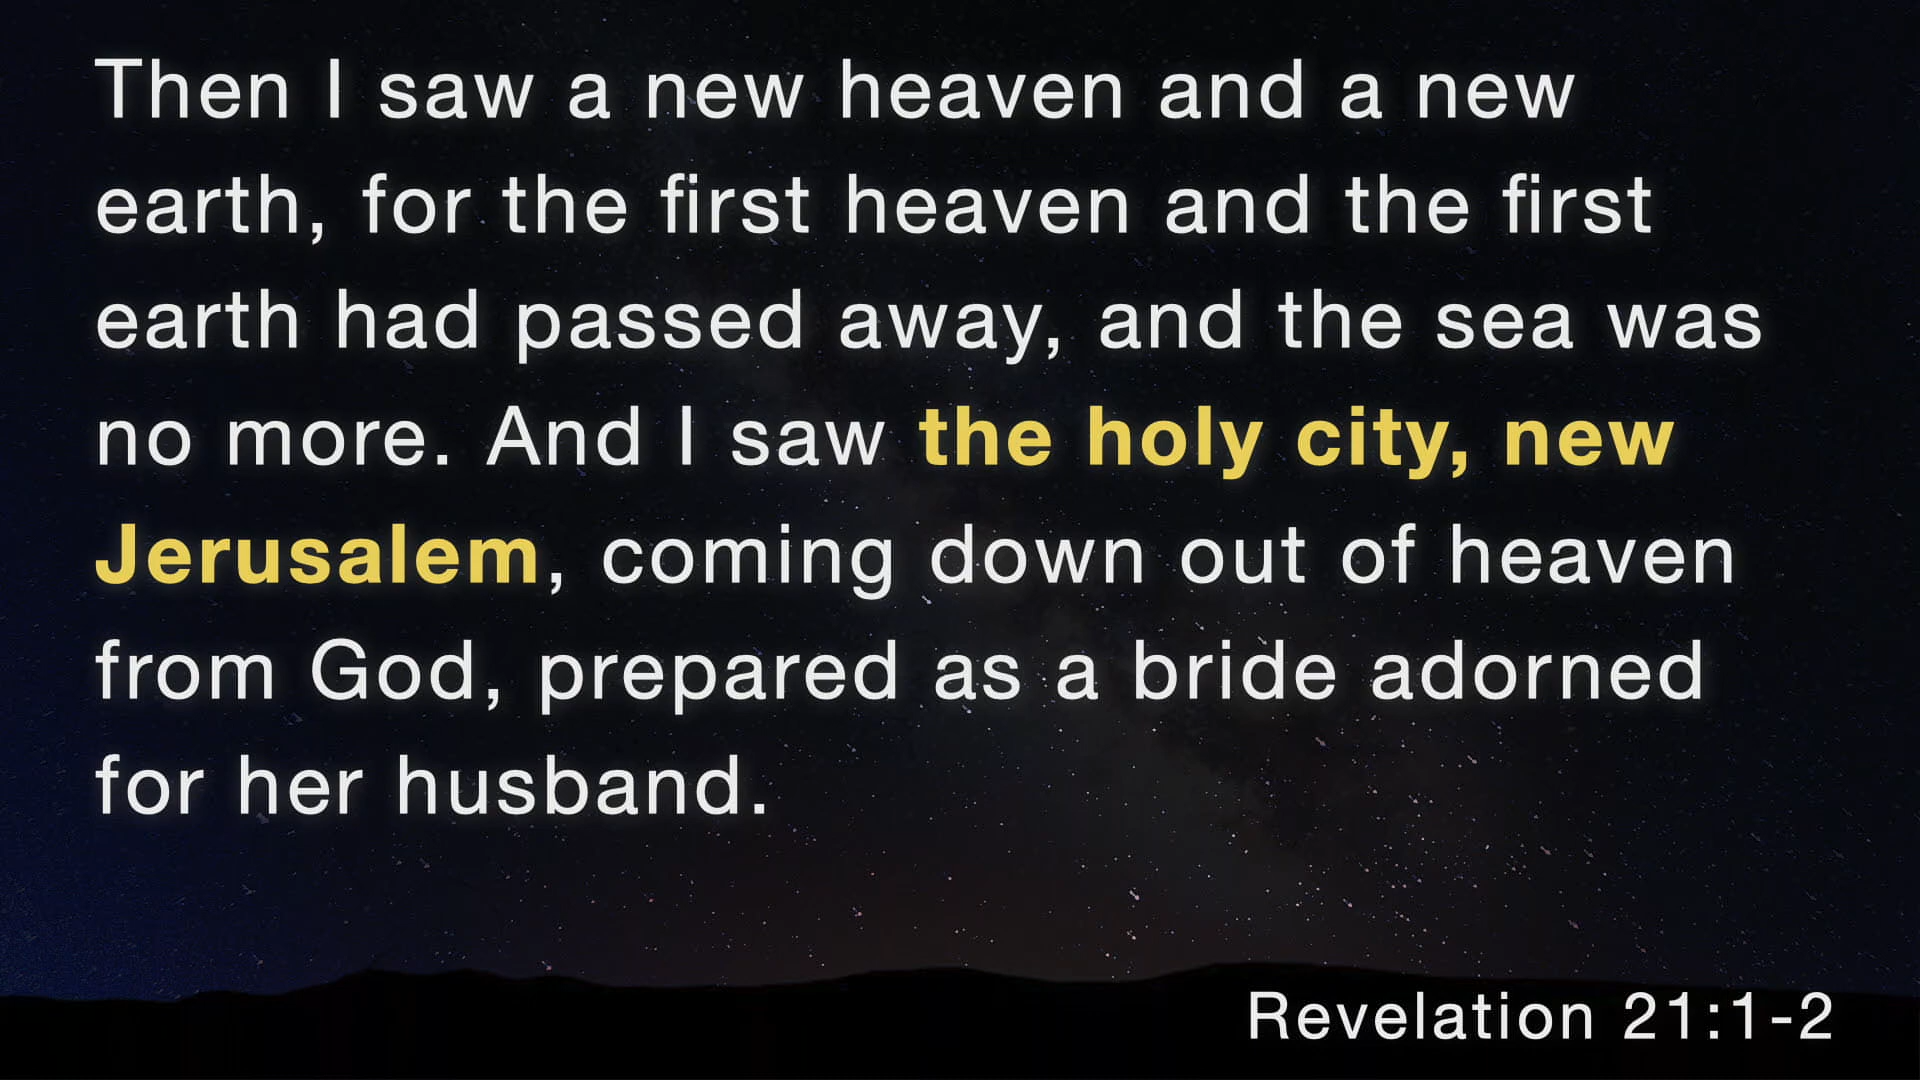 Then I saw a new heaven and a new
earth, for the first heaven and the first
earth had passed away, and the sea was
no more. And I saw the holy city, new
Jerusalem, coming down out of heaven
from God, prepared as a bride adorned
for her husband.
Revelation 21:1-2